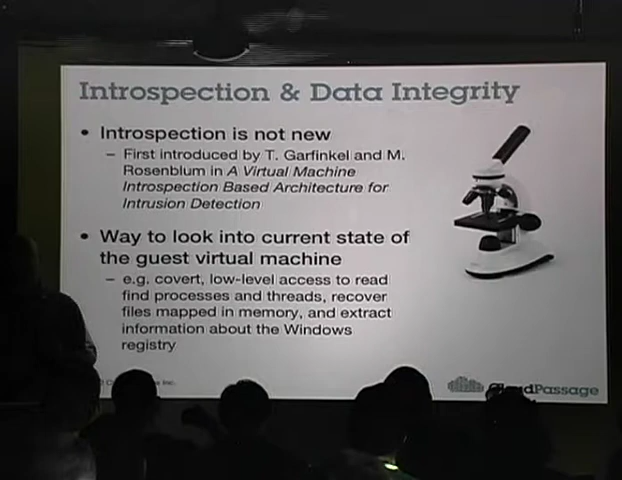 Introspection & Data Integrity
• Introspection is not new
– First introduced by T. Garfinkel and M.
Rosenblum in A Virtual Machine
Introspection Based Architecture for
Intrusion Detection
• Way to look into current state of
the guest virtual machine
– e.g. covert, low-level access to read
find processes and threads, recover
files mapped in memory, and extract
information about the Windows
registry
Inc.
CloudPassage